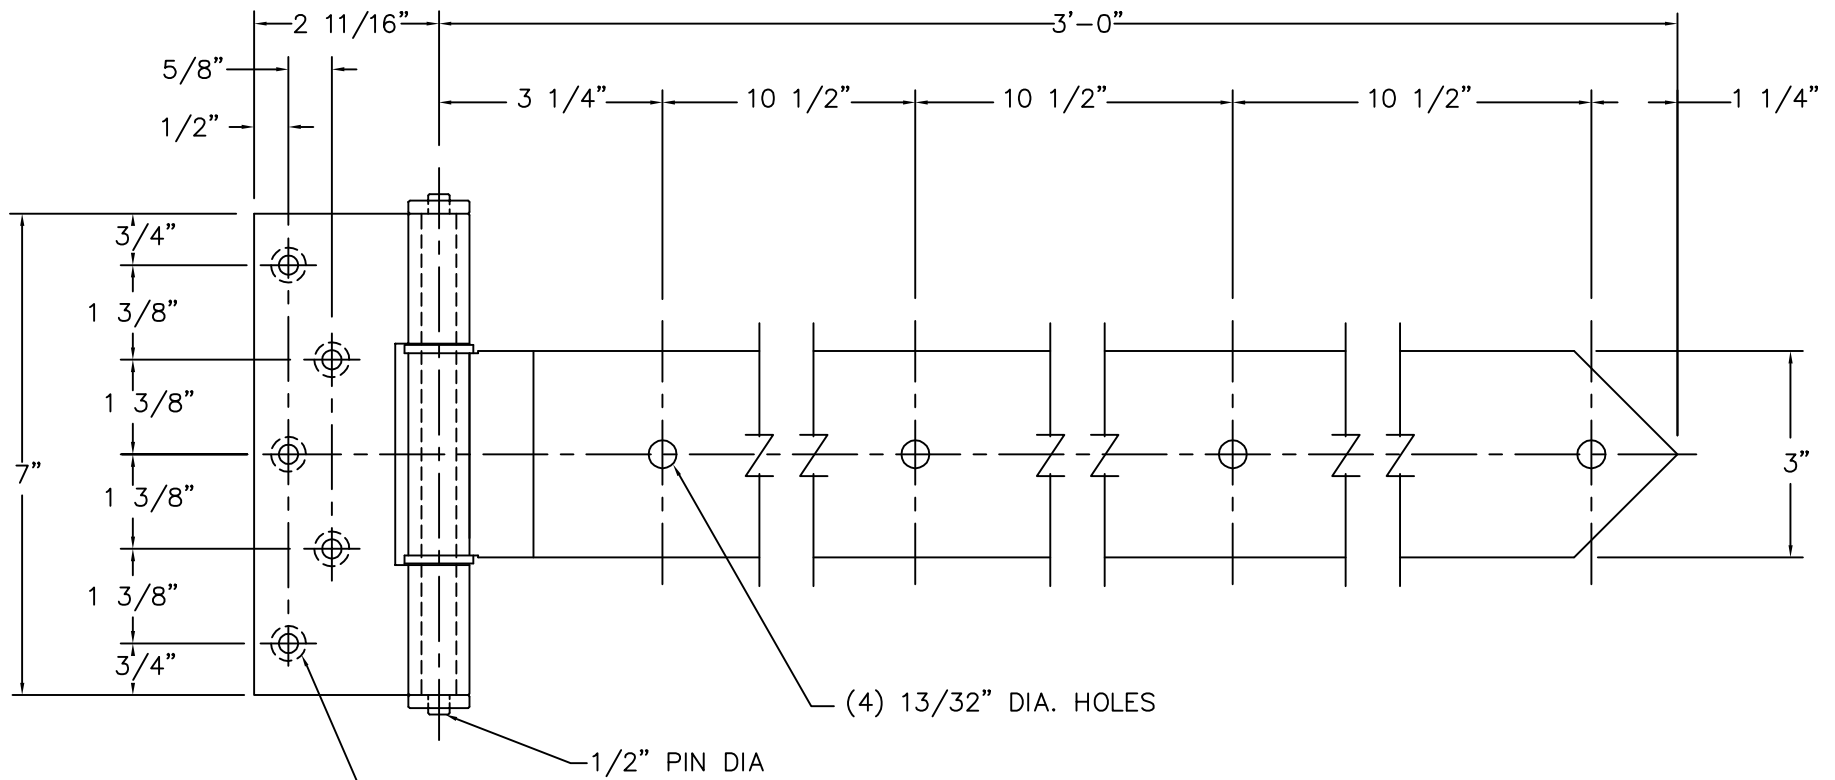 2 11/16” 3’-0”
5/8”
3 1/4” 10 1/2” 10 1/2” 10 1/2” 1 1/4”
1/2”
3/4”
1 3/8”
1 3/8”
7” 3”
1 3/8”
1 3/8”
3/4”
(4) 13/32” DIA. HOLES
1/2” PIN DIA